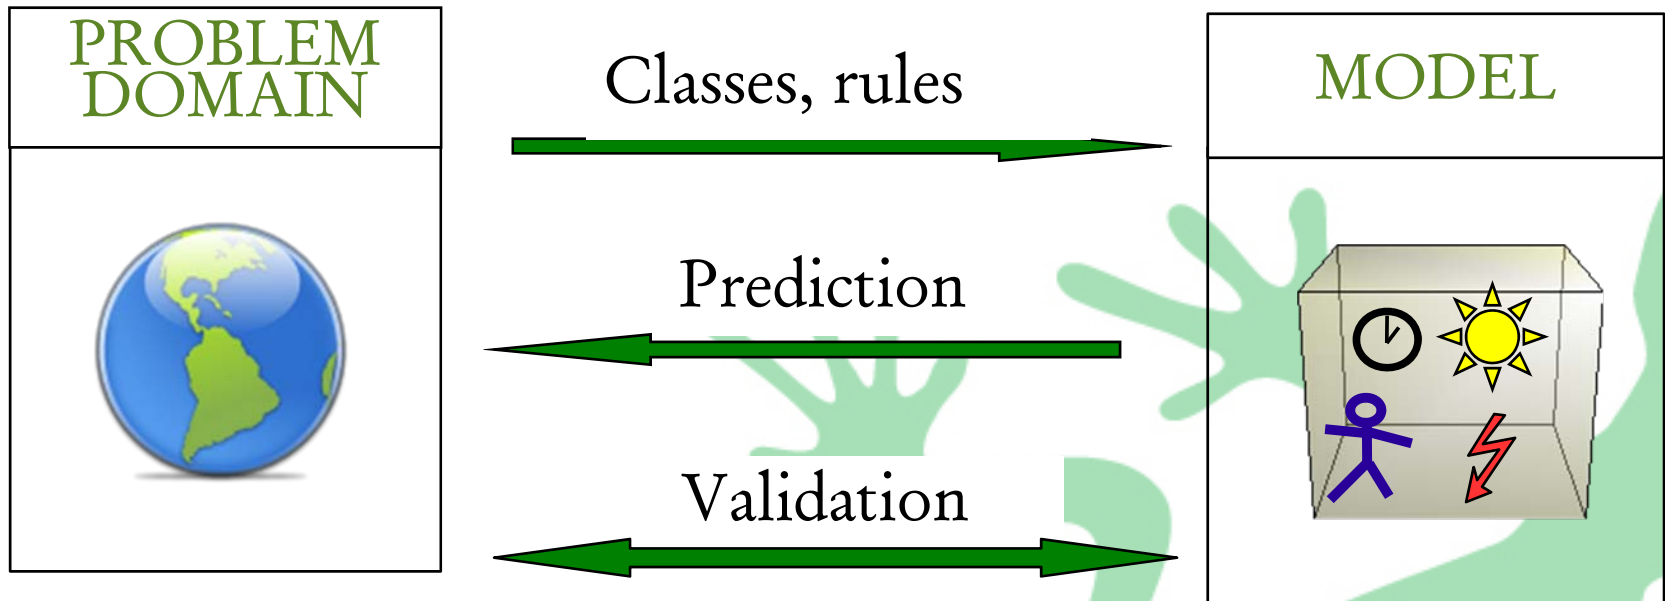 PROBLEM
DOMAIN
Classes, rules
MODEL
Prediction
Validation